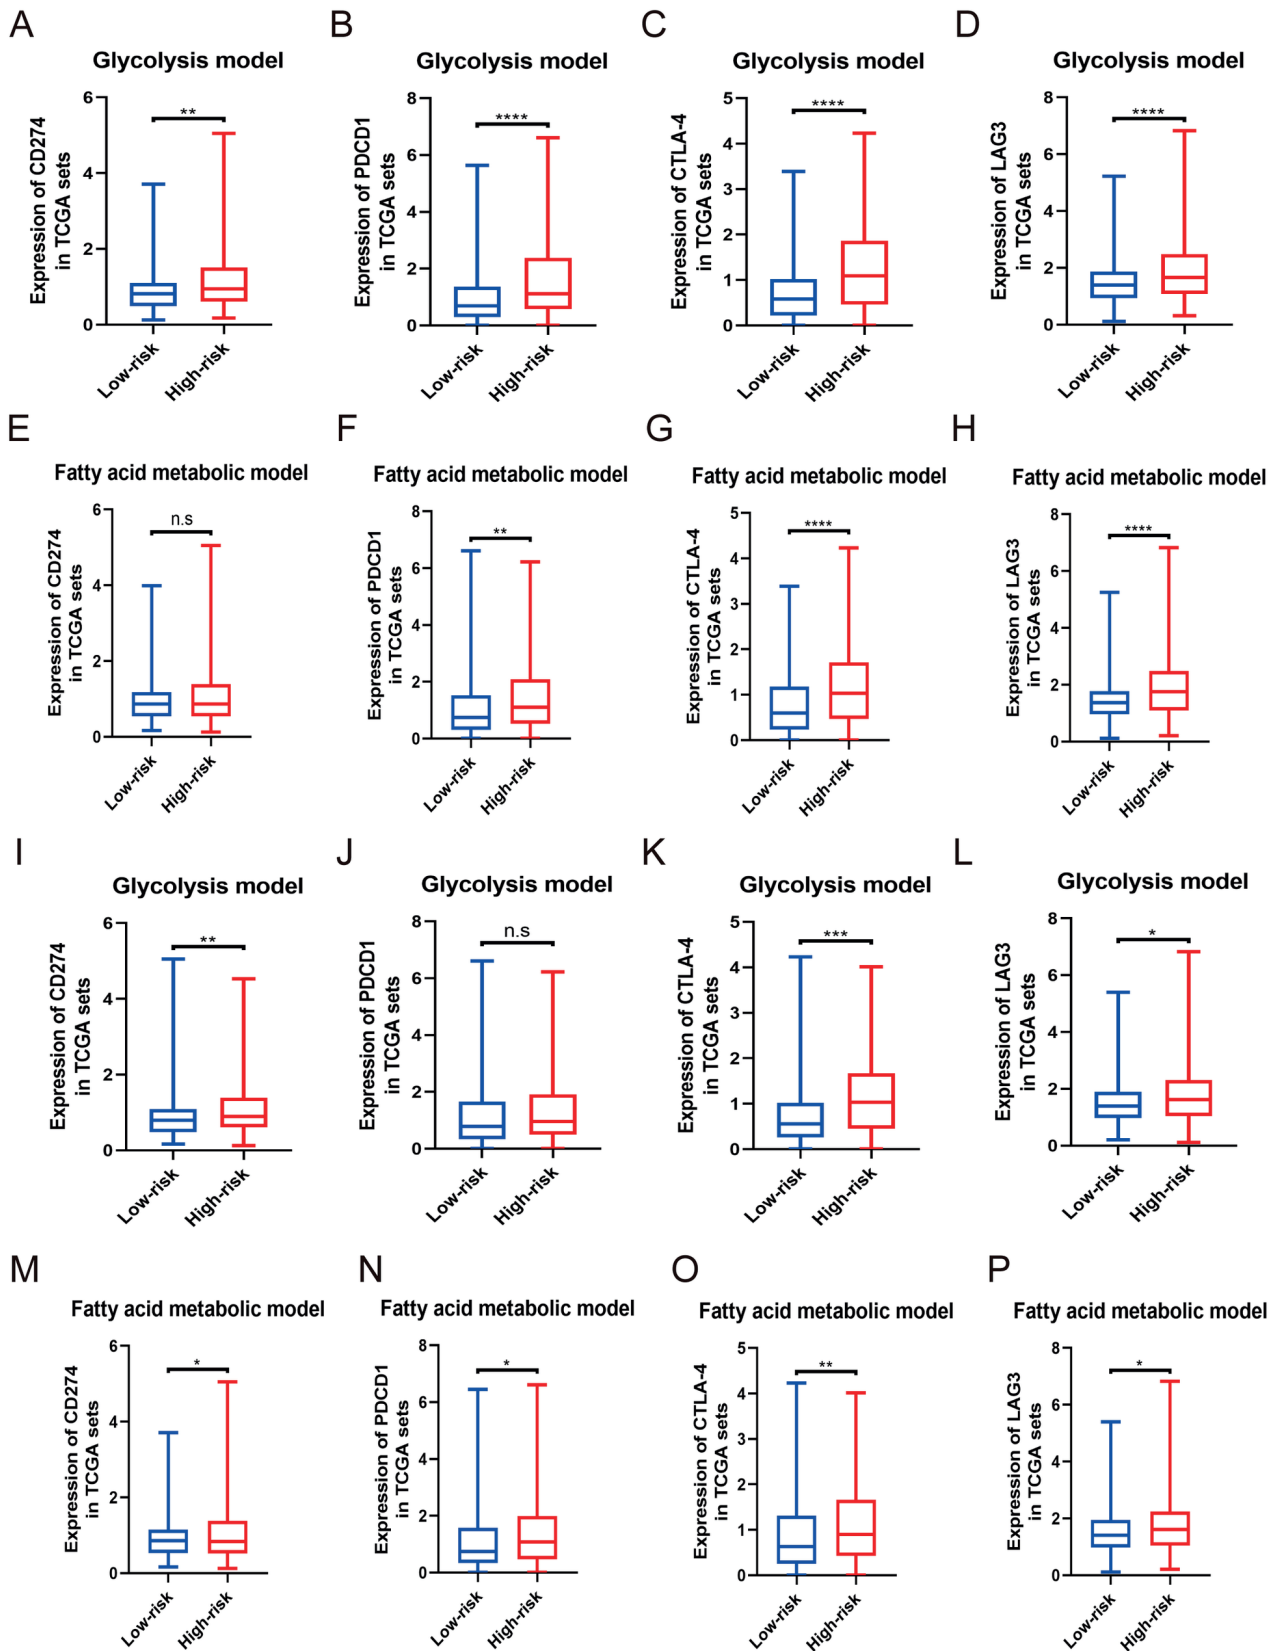 A
Glycolysis model
Expression of CD274
in TCGA sets
6
4
2
0
**
Low-risk
High-risk
B
Glycolysis model
Expression of PDCD1
in TCGA sets
8
6
4
2
0
****
Low-risk
High-risk
C
Glycolysis model
Expression of CTLA-4
in TCGA sets
5
4
3
2
1
0
****
Low-risk
High-risk
D
Glycolysis model
Expression of LAG3
in TCGA sets
8
6
4
2
0
****
Low-risk
High-risk
E
Fatty acid metabolic model
Expression of CD274
in TCGA sets
6
4
2
0
n.s
Low-risk
High-risk
F
Fatty acid metabolic model
Expression of PDCD1
in TCGA sets
8
6
4
2
0
**
Low-risk
High-risk
G
Fatty acid metabolic model
Expression of CTLA-4
in TCGA sets
5
4
3
2
1
0
****
Low-risk
High-risk
H
Fatty acid metabolic model
Expression of LAG3
in TCGA sets
8
6
4
2
0
****
Low-risk
High-risk
I
Glycolysis model
Expression of CD274
in TCGA sets
6
4
2
0
**
Low-risk
High-risk
J
Glycolysis model
Expression of PDCD1
in TCGA sets
8
6
4
2
0
n.s
Low-risk
High-risk
K
Glycolysis model
Expression of CTLA-4
in TCGA sets
5
4
3
2
1
0
***
Low-risk
High-risk
L
Glycolysis model
Expression of LAG3
in TCGA sets
8
6
4
2
0
*
Low-risk
High-risk
M
Fatty acid metabolic model
Expression of CD274
in TCGA sets
6
4
2
0
*
Low-risk
High-risk
N
Fatty acid metabolic model
Expression of PDCD1
in TCGA sets
8
6
4
2
0
*
Low-risk
High-risk
O
Fatty acid metabolic model
Expression of CTLA-4
in TCGA sets
5
4
3
2
1
0
**
Low-risk
High-risk
P
Fatty acid metabolic model
Expression of LAG3
in TCGA sets
8
6
4
2
0
*
Low-risk
High-risk